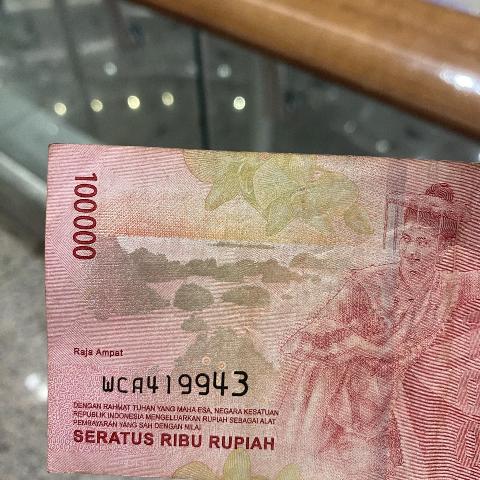 100000
Raja Ampat
WCA419943
DENGAN RAHMAT TUHAN YANG MAHA ESA, NEGARA KESATUAN
REPUBLIK INDONESIA MENGELUARKAN RUPIAH SEBAGAI ALAT
PEMBAYARAN YANG SAH DENGAN NILAI
SERATUS RIBU RUPIAH